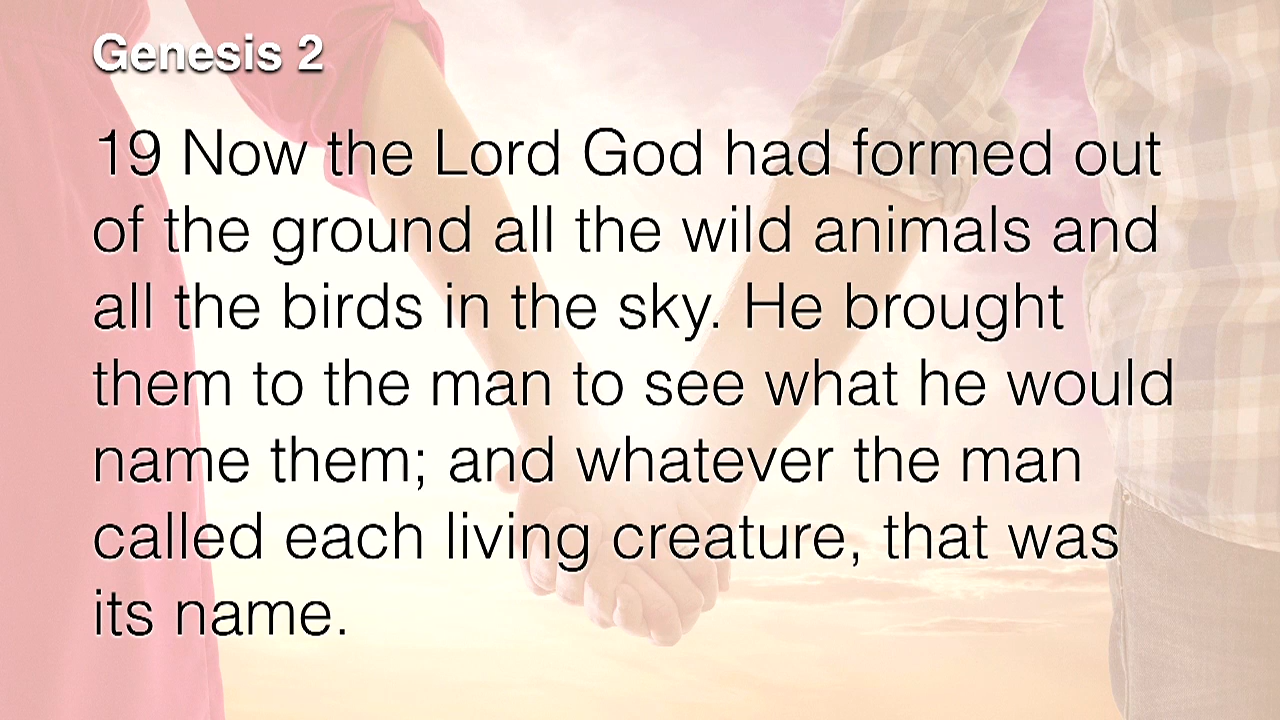 Genesis 2
19 Now the Lord God had formed out
of the ground all the wild animals and
all the birds in the sky. He brought
them to the man to see what he would
name them; and whatever the man
called each living creature, that was
its name.